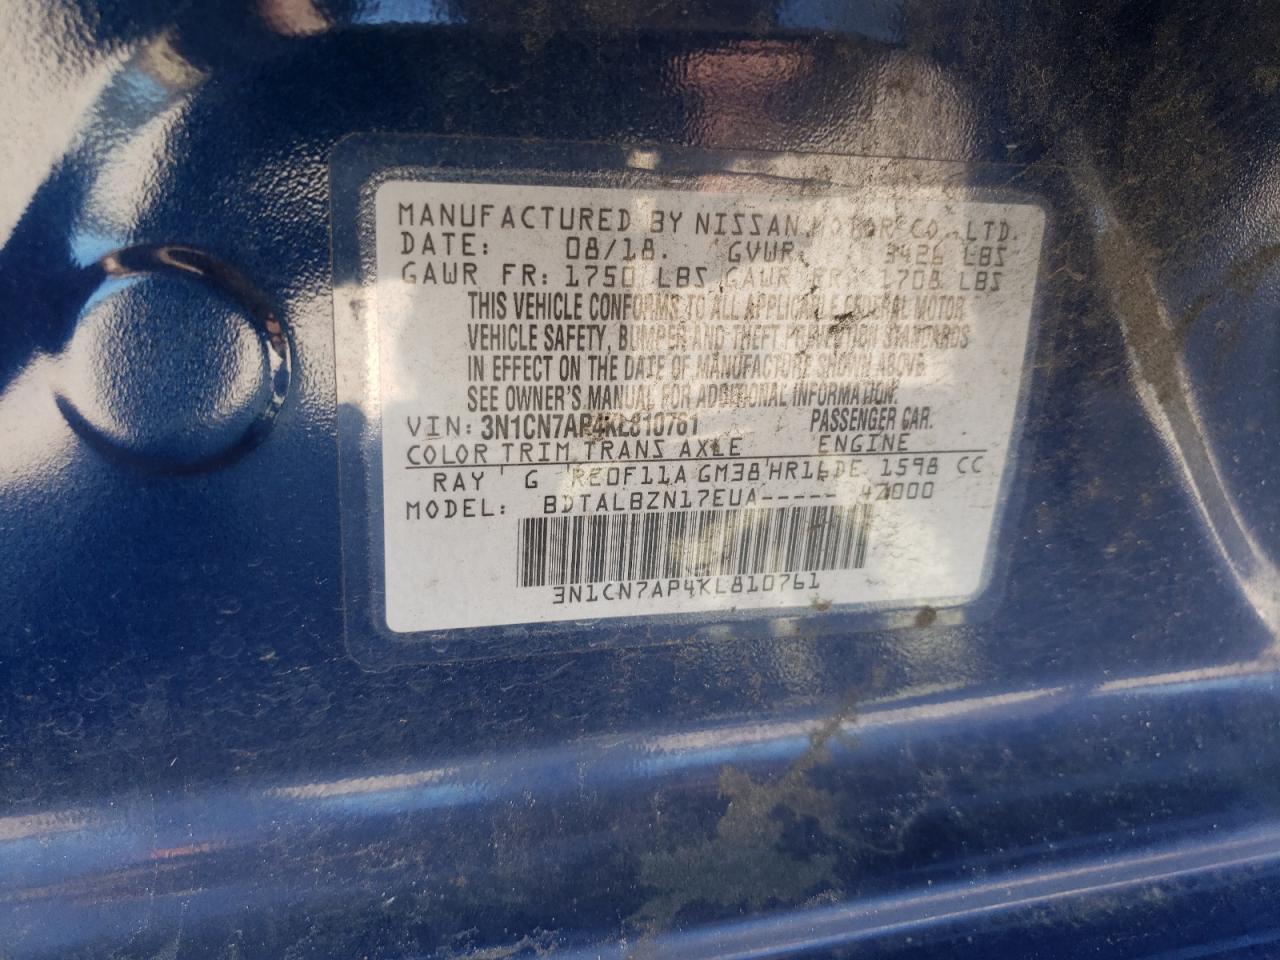 MANUFACTURED BY NISSAN MOTOR CO., LTD.
DATE: 08/18. GVWR 3426 LBS
GAWR FR: 1750 LBS GAWR RR: 1708 LBS
THIS VEHICLE CONFORMS TO ALL APPLICABLE FEDERAL MOTOR
VEHICLE SAFETY, BUMPER AND THEFT PREVENTION STANDARDS
IN EFFECT ON THE DATE OF MANUFACTURE SHOWN ABOVE.
SEE OWNER'S MANUAL FOR ADDITIONAL INFORMATION.
VIN: 3N1CN7AP4KL810761 PASSENGER CAR.
COLOR TRIM TRANS AXLE ENGINE
RAY G RE0F11A GM38 HR16DE 1598 CC
MODEL: BDTALBZN17EUA-----
3N1CN7AP4KL810761